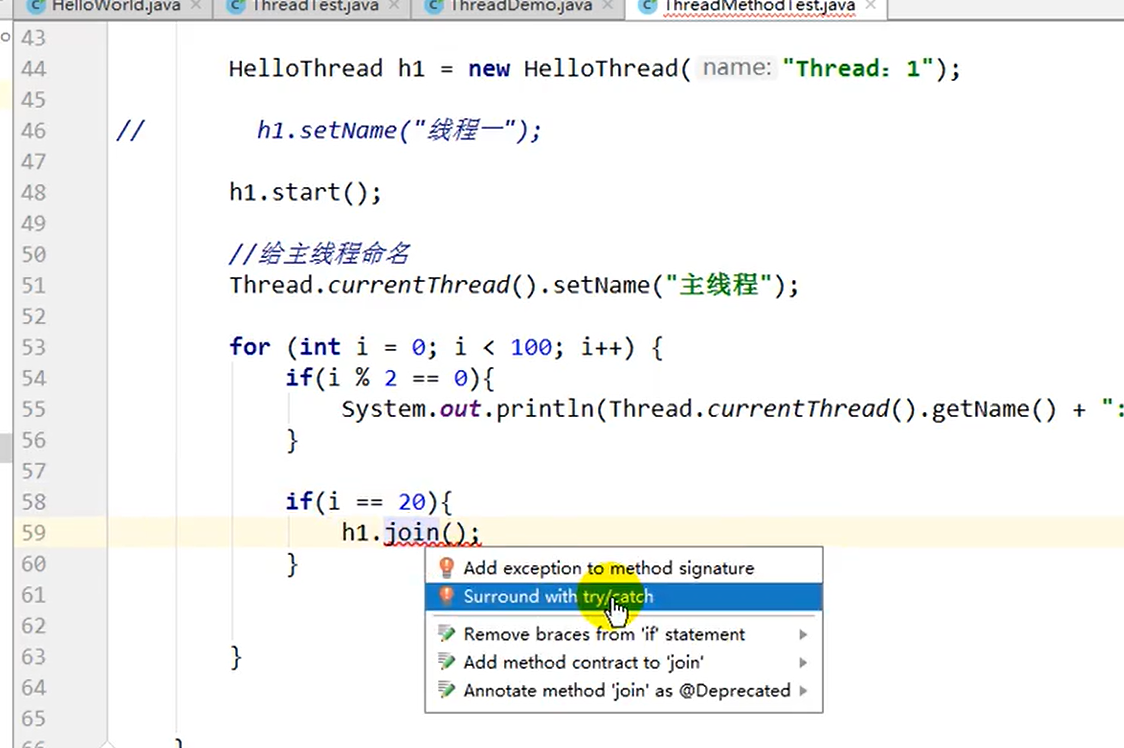 HelloWorld.java × ThreadTest.java × ThreadDemo.java × ThreadMethodTest.java ×
43
44 HelloThread h1 = new HelloThread( name: "Thread：1");
45
46 // h1.setName("线程一");
47
48 h1.start();
49
50 //给主线程命名
51 Thread.currentThread().setName("主线程");
52
53 for (int i = 0; i < 100; i++) {
54 if(i % 2 == 0){
55 System.out.println(Thread.currentThread().getName() + ":
56 }
57
58 if(i == 20){
59 h1.join();
60 }
Add exception to method signature
61
Surround with try/catch
62
Remove braces from 'if' statement
63 }
Add method contract to 'join'
64
Annotate method 'join' as @Deprecated
65
66 }